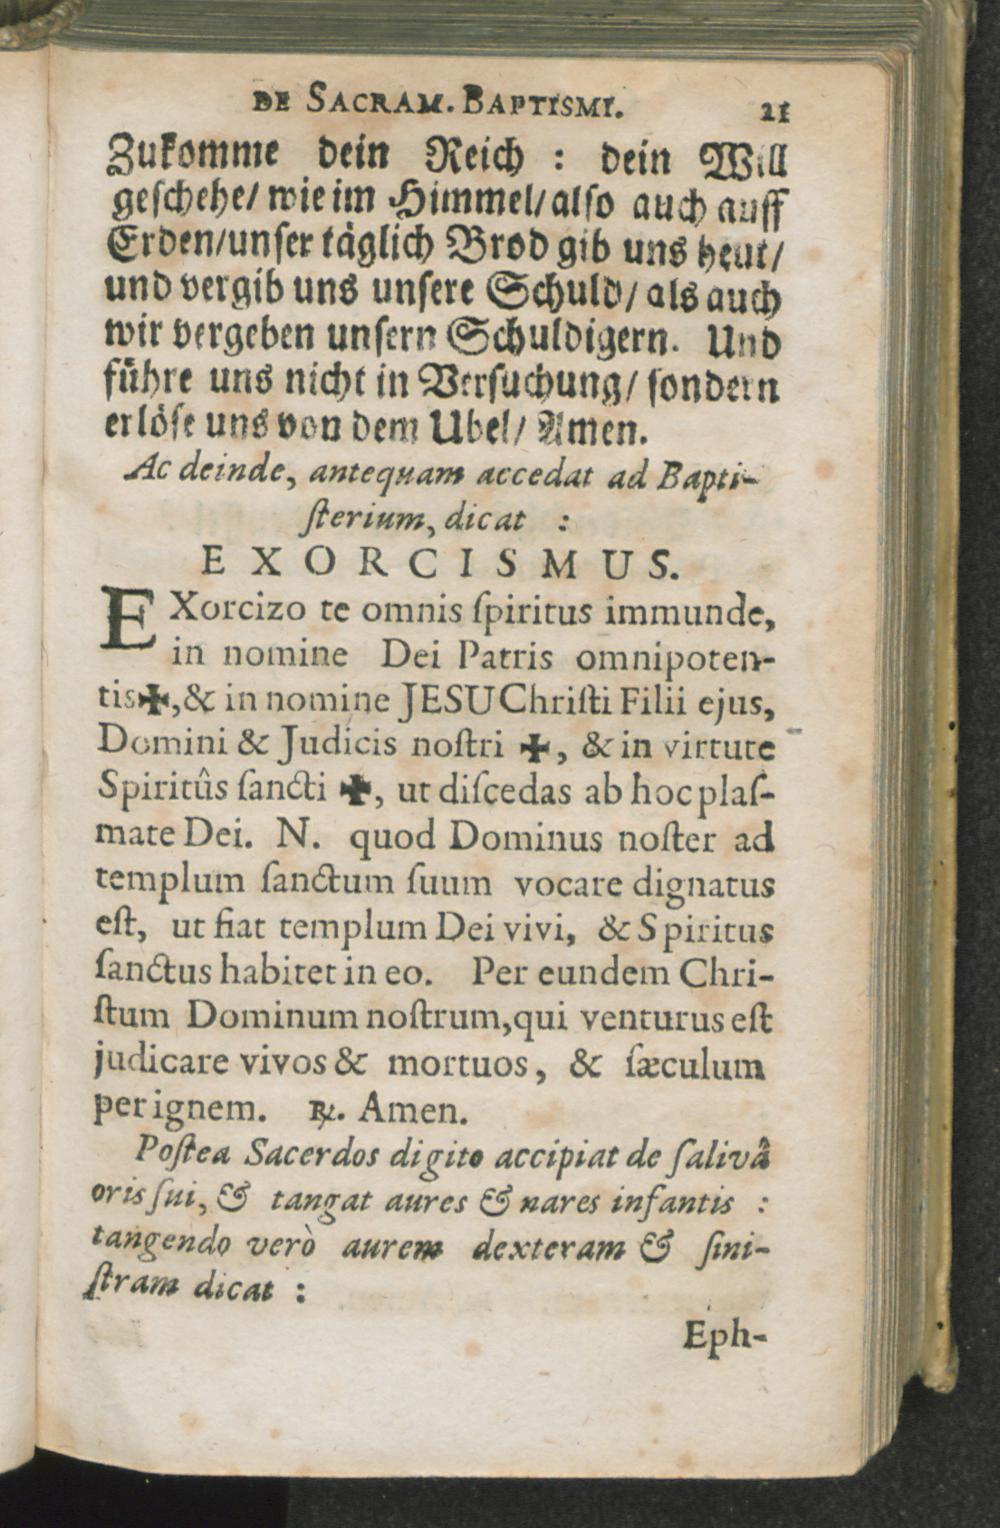 DE SACRAM. BAPTISMI. 21
Zukomme dein Reich : dein Will
geſchehe/ wie im Himmel/ alſo auch auff
Erden/ unſer täglich Brod gib uns heut/
und vergib uns unſere Schuld/ als auch
wir vergeben unſern Schuldigern. Und
führe uns nicht in Verſuchung/ ſondern
erlöſe uns von dem Ubel/ Amen.
Ac deinde, antequam accedat ad Bapti-
ſterium, dicat :
EXORCISMUS.
EXorcizo te omnis ſpiritus immunde,
in nomine Dei Patris omnipoten-
tis✠, & in nomine JESU Chriſti Filii ejus,
Domini & Judicis noſtri ✠, & in virtute
Spiritûs ſancti ✠, ut diſcedas ab hoc plaſ-
mate Dei. N. quod Dominus noſter ad
templum ſanctum ſuum vocare dignatus
eſt, ut fiat templum Dei vivi, & Spiritus
ſanctus habitet in eo. Per eundem Chri-
ſtum Dominum noſtrum, qui venturus eſt
judicare vivos & mortuos, & ſæculum
per ignem. ℞. Amen.
Poſtea Sacerdos digito accipiat de ſalivâ
oris ſui, & tangat aures & nares infantis :
tangendo verò aurem dexteram & ſini-
ſtram dicat :
Eph-